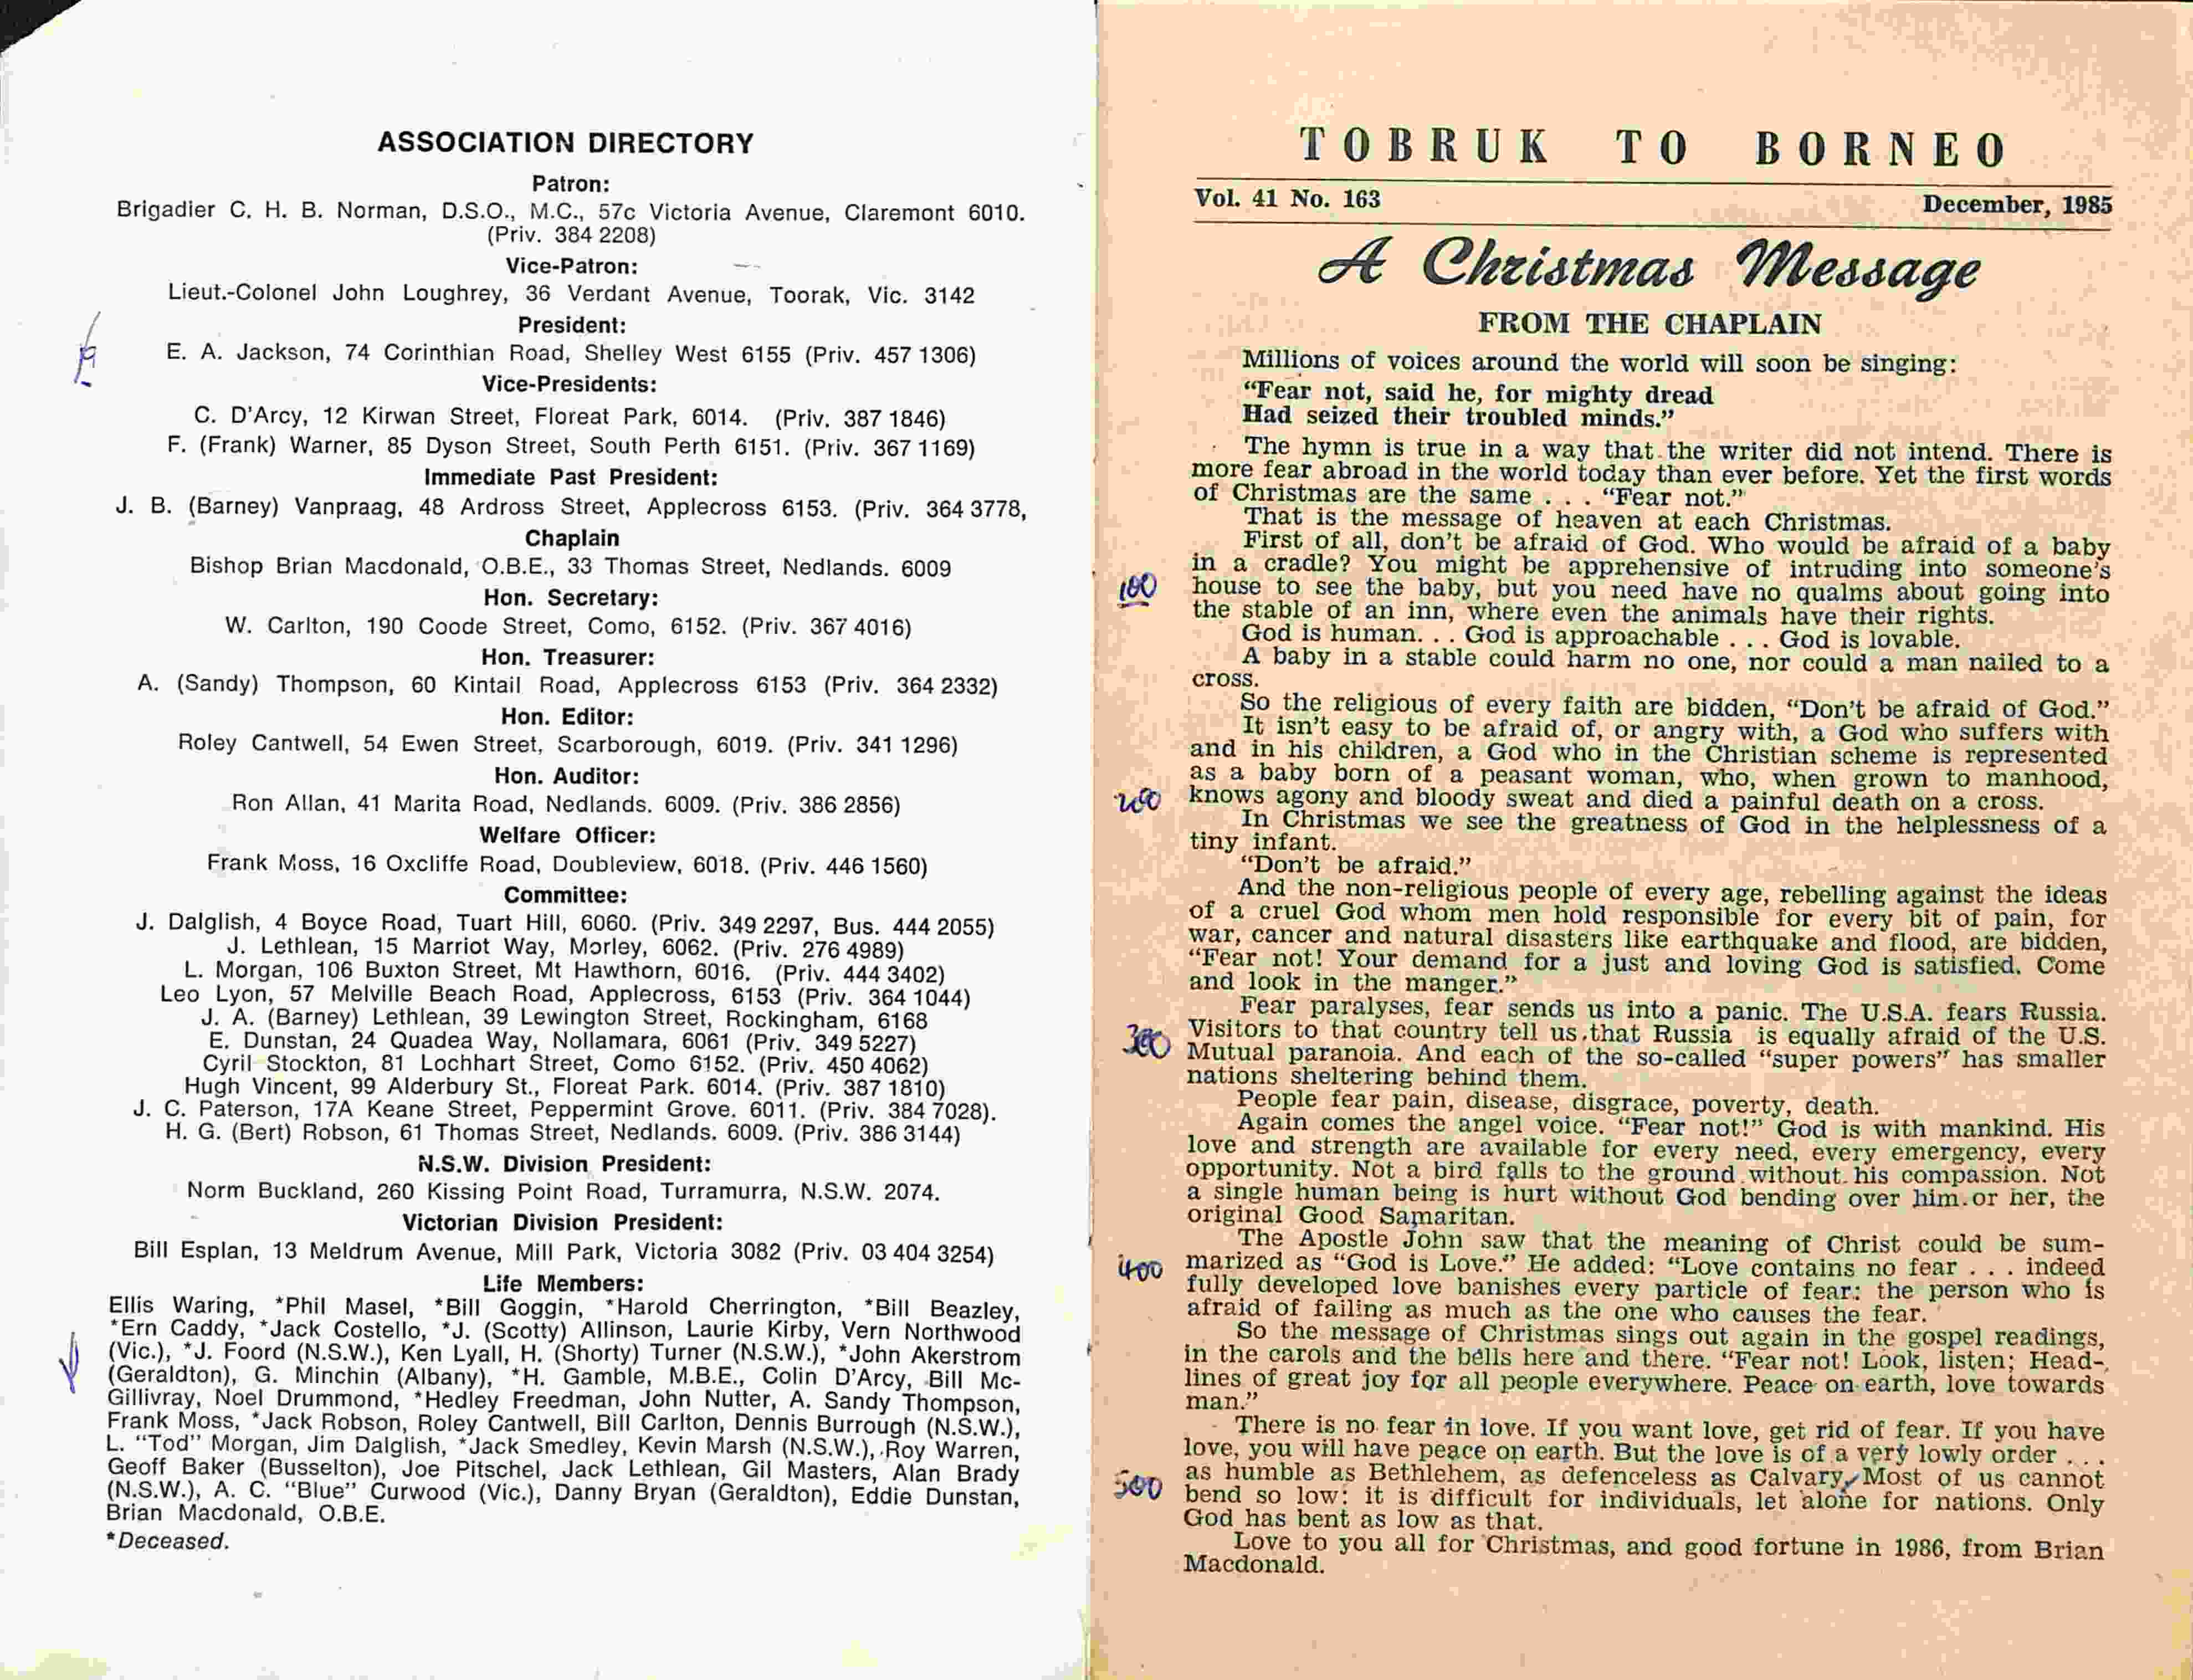 ASSOCIATION DIRECTORY
Patron:
Brigadier C. H. B. Norman, D.S.O., M.C., 57c Victoria Avenue, Claremont 6010.
(Priv. 384 2208)
Vice-Patron:
Lieut.-Colonel John Loughrey, 36 Verdant Avenue, Toorak, Vic. 3142
President:
E. A. Jackson, 74 Corinthian Road, Shelley West 6155 (Priv. 457 1306)
Vice-Presidents:
C. D'Arcy, 12 Kirwan Street, Floreat Park, 6014. (Priv. 387 1846)
F. (Frank) Warner, 85 Dyson Street, South Perth 6151. (Priv. 367 1169)
Immediate Past President:
J. B. (Barney) Vanpraag, 48 Ardross Street, Applecross 6153. (Priv. 364 3778,
Chaplain
Bishop Brian Macdonald, O.B.E., 33 Thomas Street, Nedlands. 6009
Hon. Secretary:
W. Carlton, 190 Coode Street, Como, 6152. (Priv. 367 4016)
Hon. Treasurer:
A. (Sandy) Thompson, 60 Kintail Road, Applecross 6153 (Priv. 364 2332)
Hon. Editor:
Roley Cantwell, 54 Ewen Street, Scarborough, 6019. (Priv. 341 1296)
Hon. Auditor:
Ron Allan, 41 Marita Road, Nedlands. 6009. (Priv. 386 2856)
Welfare Officer:
Frank Moss, 16 Oxcliffe Road, Doubleview, 6018. (Priv. 446 1560)
Committee:
J. Dalglish, 4 Boyce Road, Tuart Hill, 6060. (Priv. 349 2297, Bus. 444 2055)
J. Lethlean, 15 Marriot Way, Morley, 6062. (Priv. 276 4989)
L. Morgan, 106 Buxton Street, Mt Hawthorn, 6016. (Priv. 444 3402)
Leo Lyon, 57 Melville Beach Road, Applecross, 6153 (Priv. 364 1044)
J. A. (Barney) Lethlean, 39 Lewington Street, Rockingham, 6168
E. Dunstan, 24 Quadea Way, Nollamara, 6061 (Priv. 349 5227)
Cyril Stockton, 81 Lochhart Street, Como 6152. (Priv. 450 4062)
Hugh Vincent, 99 Alderbury St., Floreat Park. 6014. (Priv. 387 1810)
J. C. Paterson, 17A Keane Street, Peppermint Grove. 6011. (Priv. 384 7028).
H. G. (Bert) Robson, 61 Thomas Street, Nedlands. 6009. (Priv. 386 3144)
N.S.W. Division President:
Norm Buckland, 260 Kissing Point Road, Turramurra, N.S.W. 2074.
Victorian Division President:
Bill Esplan, 13 Meldrum Avenue, Mill Park, Victoria 3082 (Priv. 03 404 3254)
Life Members:
Ellis Waring, *Phil Masel, *Bill Goggin, *Harold Cherrington, *Bill Beazley,
*Ern Caddy, *Jack Costello, *J. (Scotty) Allinson, Laurie Kirby, Vern Northwood
(Vic.), *J. Foord (N.S.W.), Ken Lyall, H. (Shorty) Turner (N.S.W.), *John Akerstrom
(Geraldton), G. Minchin (Albany), *H. Gamble, M.B.E., Colin D'Arcy, Bill Mc-
Gillivray, Noel Drummond, *Hedley Freedman, John Nutter, A. Sandy Thompson,
Frank Moss, *Jack Robson, Roley Cantwell, Bill Carlton, Dennis Burrough (N.S.W.),
L. "Tod" Morgan, Jim Dalglish, *Jack Smedley, Kevin Marsh (N.S.W.), Roy Warren,
Geoff Baker (Busselton), Joe Pitschel, Jack Lethlean, Gil Masters, Alan Brady
(N.S.W.), A. C. "Blue" Curwood (Vic.), Danny Bryan (Geraldton), Eddie Dunstan,
Brian Macdonald, O.B.E.
*Deceased.
TOBRUK TO BORNEO
Vol. 41 No. 163 December, 1985
A Christmas Message
FROM THE CHAPLAIN
Millions of voices around the world will soon be singing:
"Fear not, said he, for mighty dread
Had seized their troubled minds."
The hymn is true in a way that the writer did not intend. There is
more fear abroad in the world today than ever before. Yet the first words
of Christmas are the same . . . "Fear not."
That is the message of heaven at each Christmas.
First of all, don't be afraid of God. Who would be afraid of a baby
in a cradle? You might be apprehensive of intruding into someone's
100 house to see the baby, but you need have no qualms about going into
the stable of an inn, where even the animals have their rights.
God is human. . . God is approachable . . . God is lovable.
A baby in a stable could harm no one, nor could a man nailed to a
cross.
So the religious of every faith are bidden, "Don't be afraid of God."
It isn't easy to be afraid of, or angry with, a God who suffers with
and in his children, a God who in the Christian scheme is represented
as a baby born of a peasant woman, who, when grown to manhood,
200 knows agony and bloody sweat and died a painful death on a cross.
In Christmas we see the greatness of God in the helplessness of a
tiny infant.
"Don't be afraid."
And the non-religious people of every age, rebelling against the ideas
of a cruel God whom men hold responsible for every bit of pain, for
war, cancer and natural disasters like earthquake and flood, are bidden,
"Fear not! Your demand for a just and loving God is satisfied. Come
and look in the manger."
Fear paralyses, fear sends us into a panic. The U.S.A. fears Russia.
300 Visitors to that country tell us that Russia is equally afraid of the U.S.
Mutual paranoia. And each of the so-called "super powers" has smaller
nations sheltering behind them.
People fear pain, disease, disgrace, poverty, death.
Again comes the angel voice. "Fear not!" God is with mankind. His
love and strength are available for every need, every emergency, every
opportunity. Not a bird falls to the ground without his compassion. Not
a single human being is hurt without God bending over him or her, the
original Good Samaritan.
The Apostle John saw that the meaning of Christ could be sum-
400 marized as "God is Love." He added: "Love contains no fear . . . indeed
fully developed love banishes every particle of fear: the person who is
afraid of failing as much as the one who causes the fear.
So the message of Christmas sings out again in the gospel readings,
in the carols and the bells here and there. "Fear not! Look, listen; Head-
lines of great joy for all people everywhere. Peace on earth, love towards
man."
There is no fear in love. If you want love, get rid of fear. If you have
love, you will have peace on earth. But the love is of a very lowly order . . .
500 as humble as Bethlehem, as defenceless as Calvary. Most of us cannot
bend so low: it is difficult for individuals, let alone for nations. Only
God has bent as low as that.
Love to you all for Christmas, and good fortune in 1986, from Brian
Macdonald.